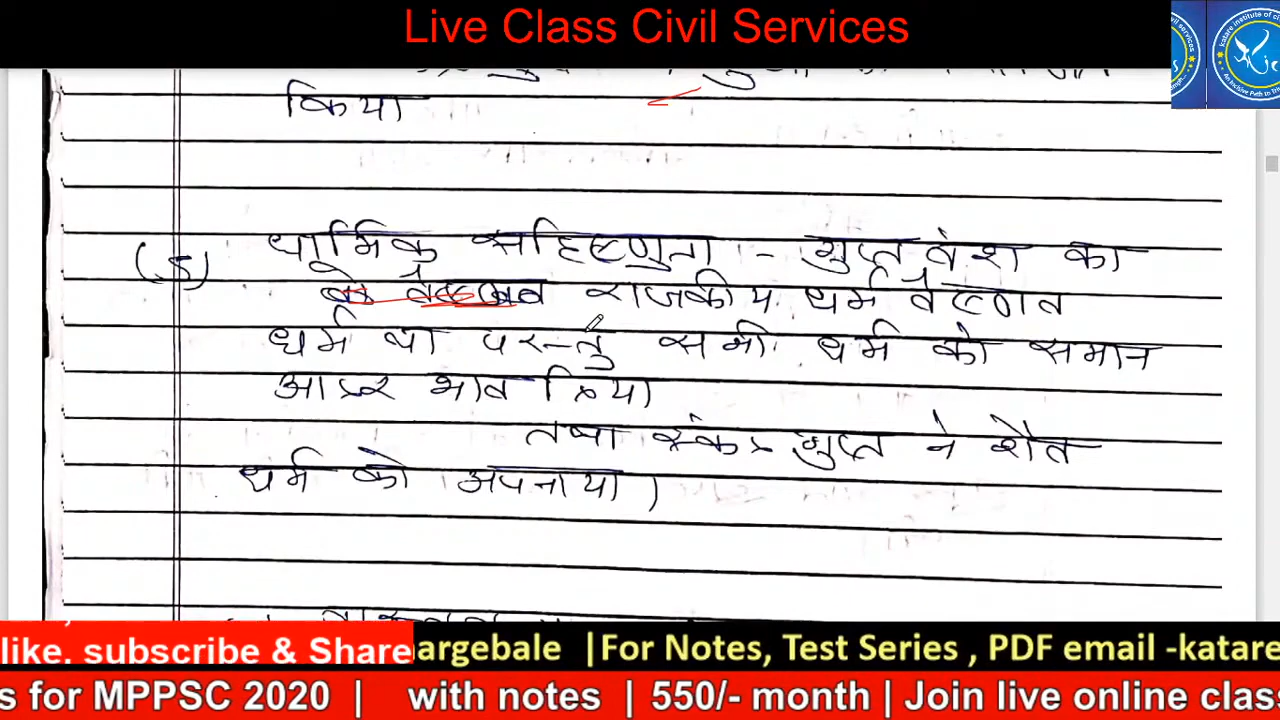 Live Class Civil Services
किया
(5) धार्मिक सहिष्णुता - गुप्त वंश का
राजकीय धर्म वैष्णव
धर्म था परन्तु सभी धर्म को समान
आदर भाव दिया
तथा स्कंदगुप्त ने शैव
धर्म को अपनाया।
like, subscribe & Share
argebale |For Notes, Test Series , PDF email -katare
s for MPPSC 2020 | with notes | 550/- month | Join live online clas